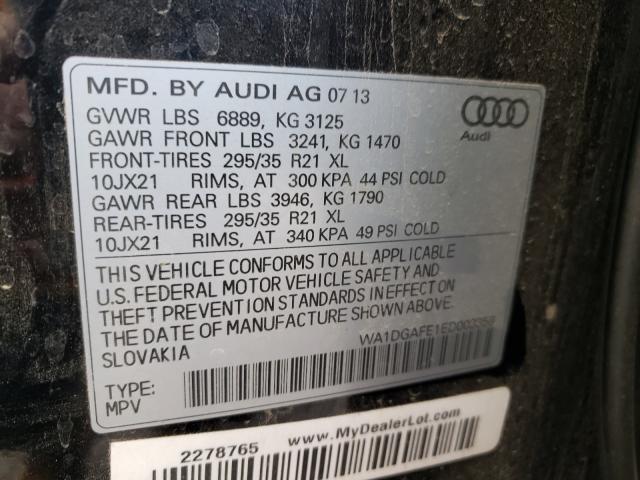 MFD. BY AUDI AG 07 13
GVWR LBS 6889, KG 3125
GAWR FRONT LBS 3241, KG 1470
FRONT-TIRES 295/35 R21 XL
10JX21 RIMS, AT 300 KPA 44 PSI COLD
GAWR REAR LBS 3946, KG 1790
REAR-TIRES 295/35 R21 XL
10JX21 RIMS, AT 340 KPA 49 PSI COLD
Audi
THIS VEHICLE CONFORMS TO ALL APPLICABLE
U.S. FEDERAL MOTOR VEHICLE SAFETY AND
THEFT PREVENTION STANDARDS IN EFFECT ON
THE DATE OF MANUFACTURE SHOWN ABOVE.
SLOVAKIA
WA1DGAFE1ED003358
TYPE:
MPV
2278765 www.MyDealerLot.com